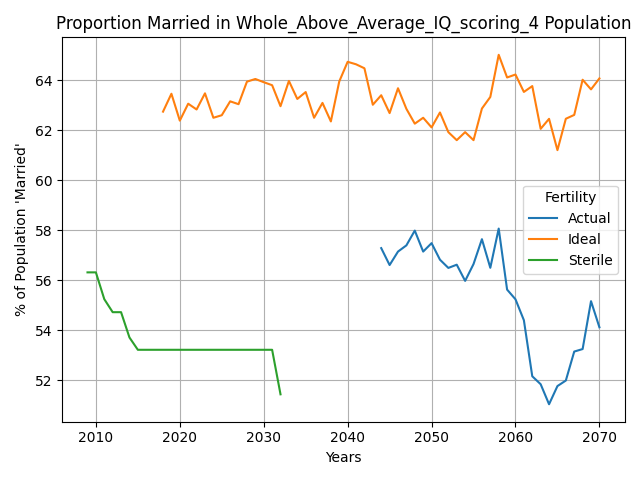 Proportion Married in Whole_Above_Average_IQ_scoring_4 Population
% of Population 'Married'
64
62
60
58
56
54
52
Fertility
Actual
Ideal
Sterile
2010 2020 2030 2040 2050 2060 2070
Years